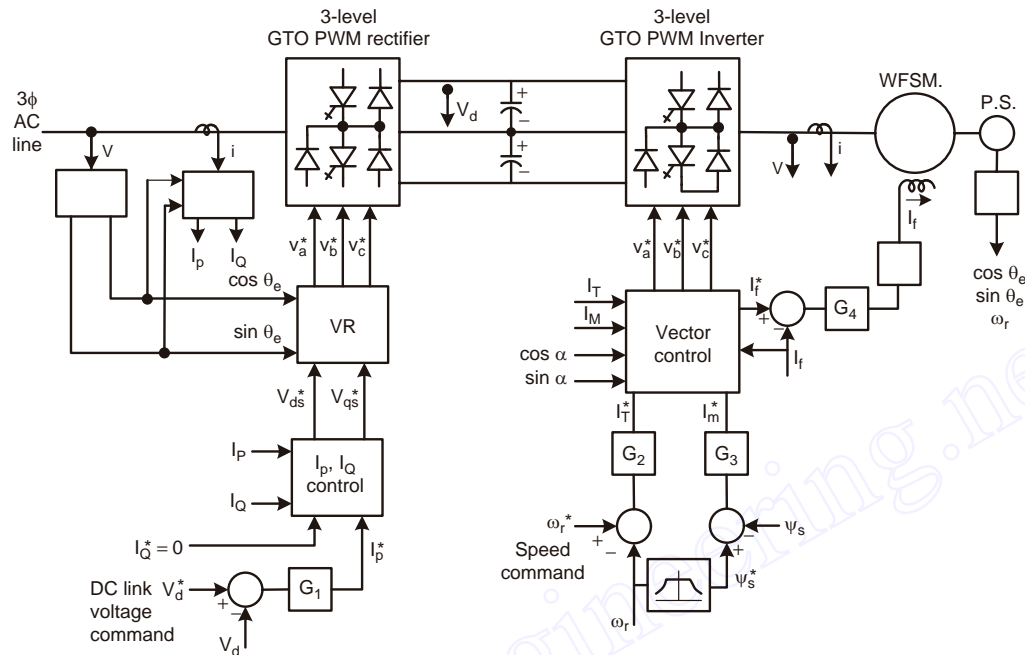 3-level
GTO PWM rectifier
3-level
GTO PWM Inverter
WFSM.
P.S.
3ϕ
AC
line
V
i
V_d
+
−
+
−
V
i
I_f
I_p
I_Q
cos θ_e
sin θ_e
v_a^*
v_b^*
v_c^*
VR
V_ds^*
V_qs^*
I_P
I_Q
I_p, I_Q
control
I_Q^* = 0
I_p^*
DC link
voltage
command
V_d^*
+
−
V_d
G_1
v_a^*
v_b^*
v_c^*
I_T
I_M
cos α
sin α
Vector
control
I_f^*
+
−
I_f
G_4
cos θ_e
sin θ_e
ω_r
I_T^*
I_m^*
G_2
G_3
ω_r^*
+
−
Speed
command
ω_r
−
+
ψ_s
ψ_s^*
gineering.ne